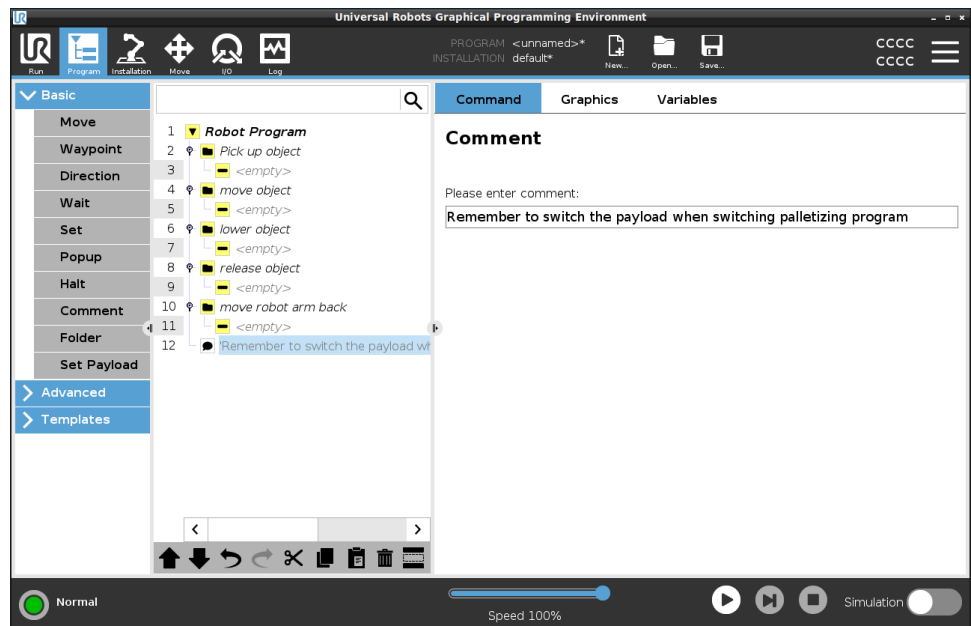 Universal Robots Graphical Programming Environment
UR
Run
Program
Installation
Move
I/O
Log
PROGRAM <unnamed>*
INSTALLATION default*
New...
Open...
Save...
CCCC
CCCC
Basic
Move
Waypoint
Direction
Wait
Set
Popup
Halt
Comment
Folder
Set Payload
Advanced
Templates
1 Robot Program
2 Pick up object
3 <empty>
4 move object
5 <empty>
6 lower object
7 <empty>
8 release object
9 <empty>
10 move robot arm back
11 <empty>
12 'Remember to switch the payload wh
Command Graphics Variables
Comment
Please enter comment:
Remember to switch the payload when switching palletizing program
Normal
Speed 100%
Simulation